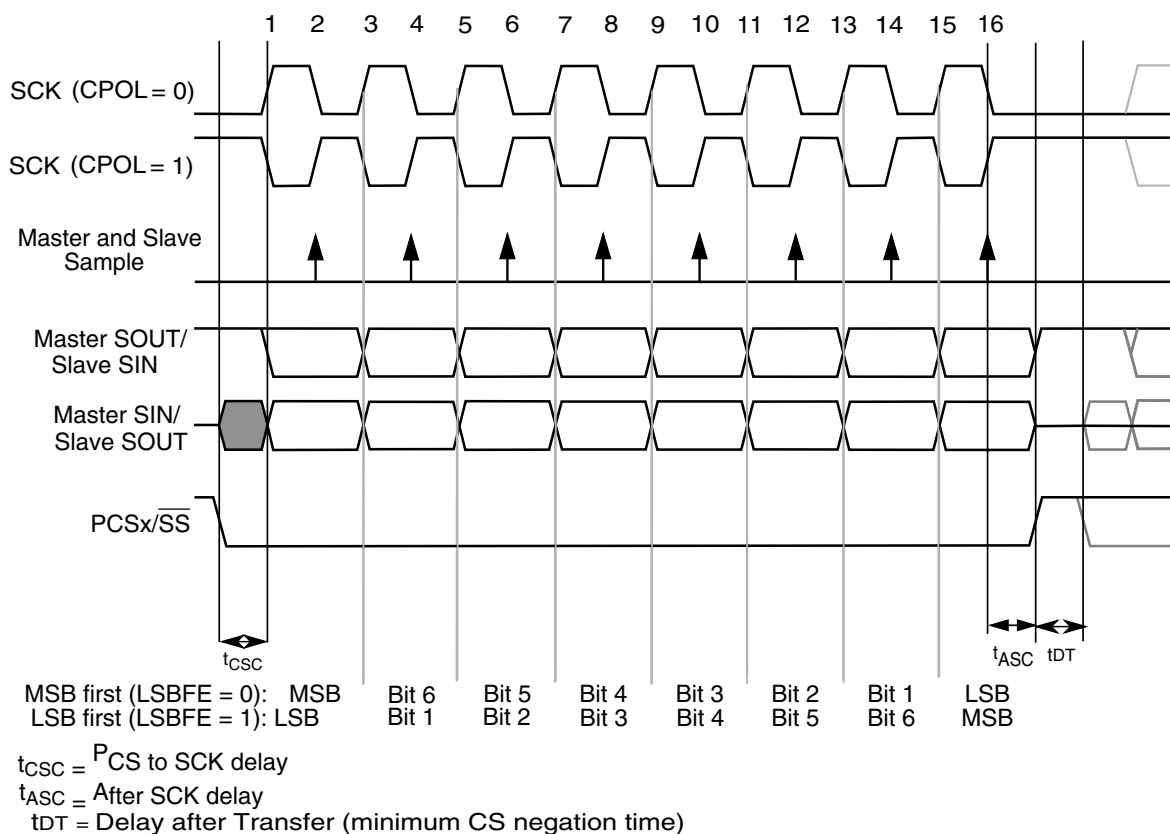 1 2 3 4 5 6 7 8 9 10 11 12 13 14 15 16
SCK (CPOL = 0)
SCK (CPOL = 1)
Master and Slave
Sample
Master SOUT/
Slave SIN
Master SIN/
Slave SOUT
PCSx/SS
tCSC
tASC
tDT
MSB first (LSBFE = 0): MSB Bit 6 Bit 5 Bit 4 Bit 3 Bit 2 Bit 1 LSB
LSB first (LSBFE = 1): LSB Bit 1 Bit 2 Bit 3 Bit 4 Bit 5 Bit 6 MSB
tCSC = PCS to SCK delay
tASC = After SCK delay
tDT = Delay after Transfer (minimum CS negation time)